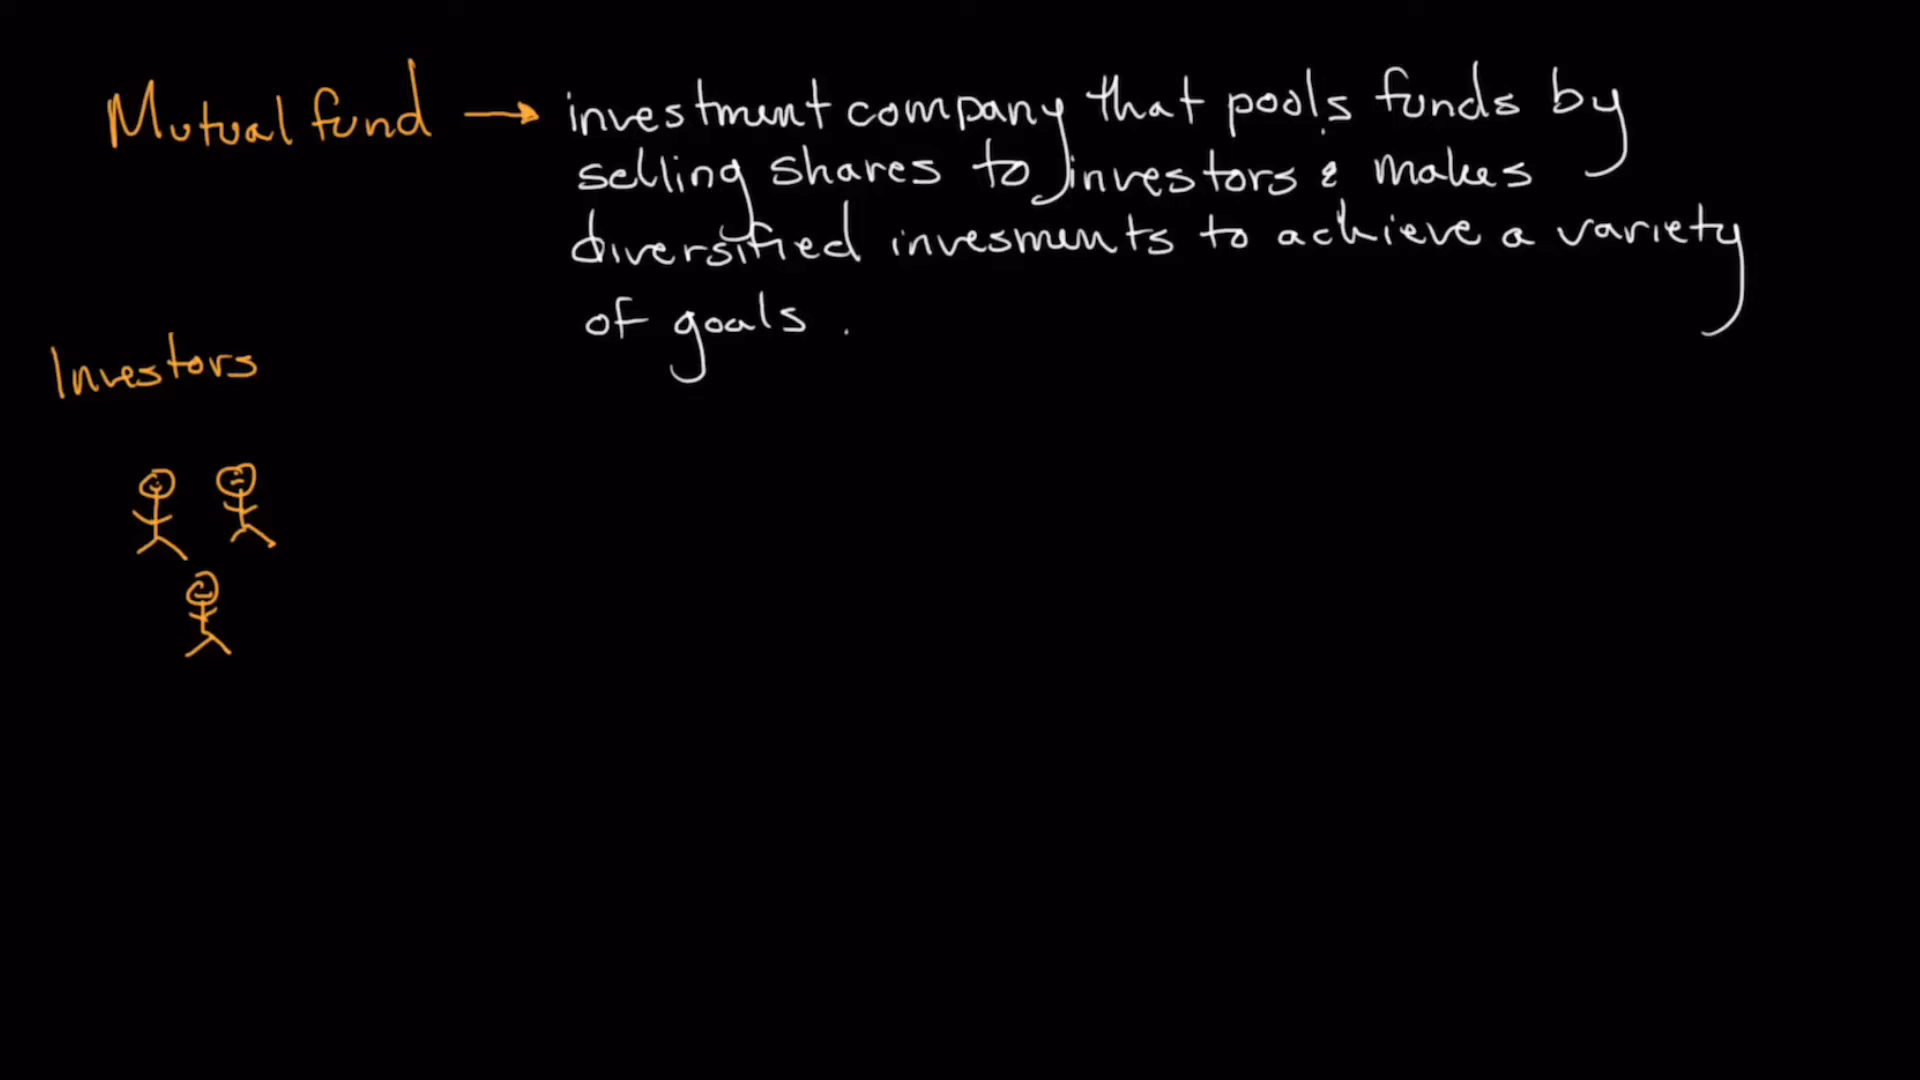 Mutual fund → investment company that pools funds by
selling shares to investors & makes
diversified invesments to achieve a variety
of goals.
Investors